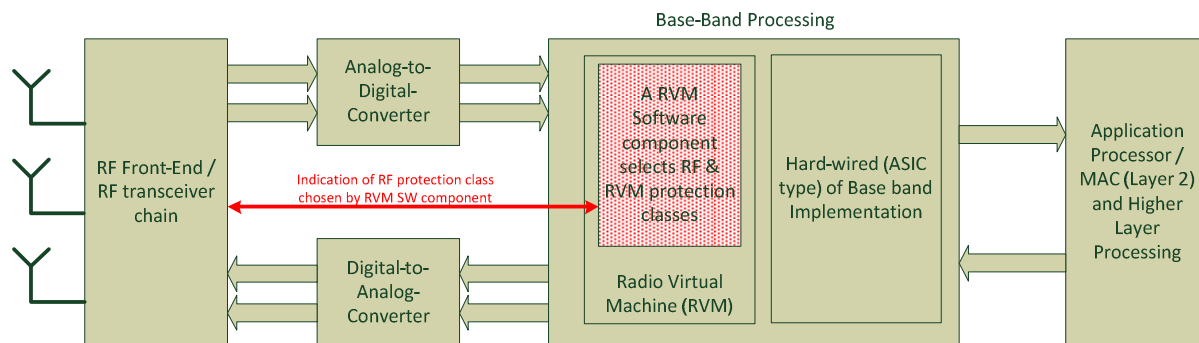 Base-Band Processing
RF Front-End /
RF transceiver
chain
Analog-to-
Digital-
Converter
Indication of RF protection class
chosen by RVM SW component
Digital-to-
Analog-
Converter
A RVM
Software
component
selects RF &
RVM protection
classes
Radio Virtual
Machine (RVM)
Hard-wired (ASIC
type) of Base band
Implementation
Application
Processor /
MAC (Layer 2)
and Higher
Layer
Processing